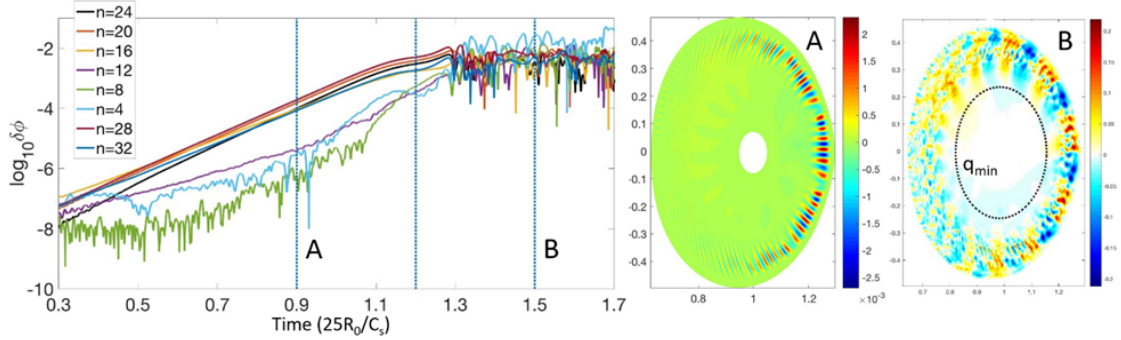 n=24
n=20
n=16
n=12
n=8
n=4
n=28
n=32
log₁₀δϕ
-2
-4
-6
-8
-10
A
B
0.3 0.5 0.7 0.9 1.1 1.3 1.5 1.7
Time (25R₀/Cₛ)
A
0.4
0.3
0.2
0.1
0
-0.1
-0.2
-0.3
-0.4
0.8 1 1.2
2
1.5
1
0.5
0
-0.5
-1
-1.5
-2
-2.5
×10⁻³
B
qₘᵢₙ
0.4
0.3
0.2
0.1
0
-0.1
-0.2
-0.3
-0.4
0.7 0.8 0.9 1 1.1 1.2
0.2
0.15
0.1
0.05
0
-0.05
-0.1
-0.15
-0.2